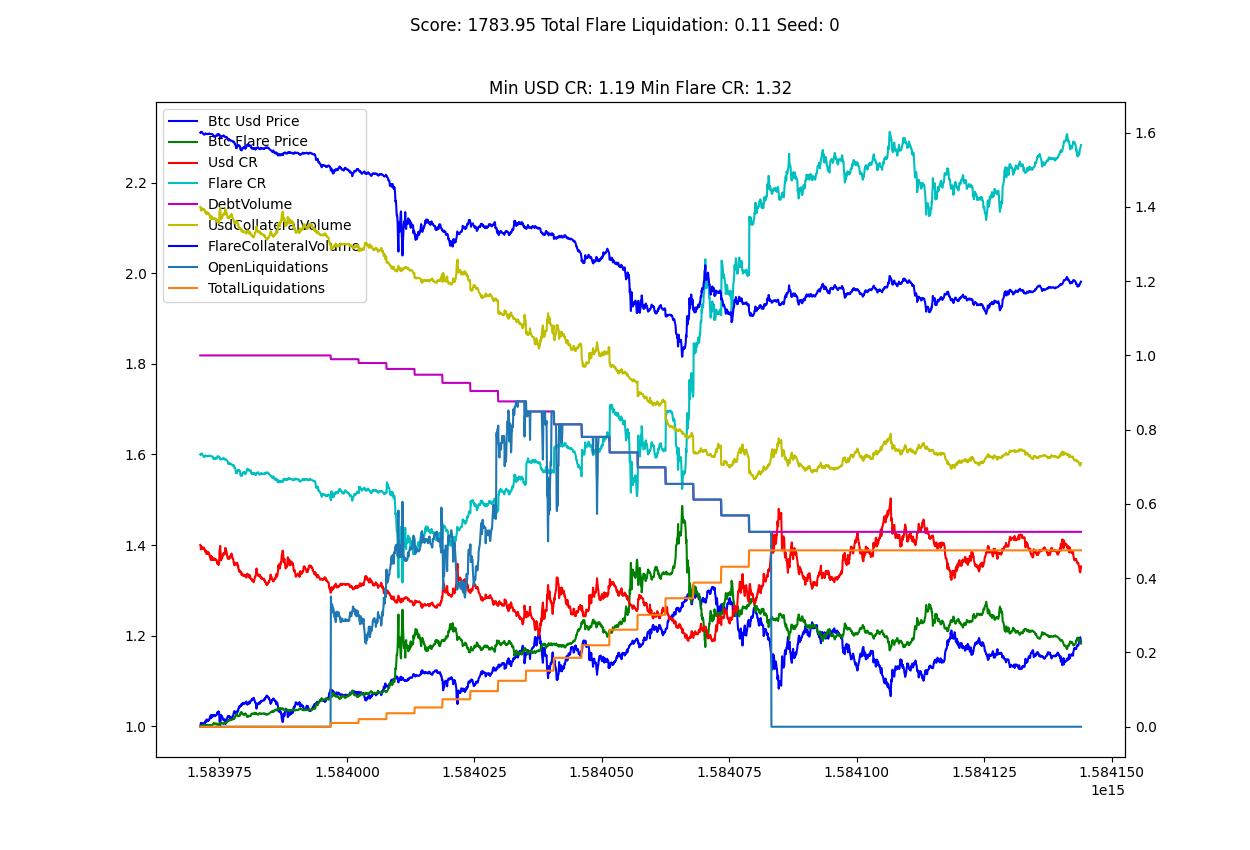 Score: 1783.95 Total Flare Liquidation: 0.11 Seed: 0
Min USD CR: 1.19 Min Flare CR: 1.32
Btc Usd Price
Btc Flare Price
Usd CR
Flare CR
DebtVolume
UsdCollateralVolume
FlareCollateralVolume
OpenLiquidations
TotalLiquidations
2.2
2.0
1.8
1.6
1.4
1.2
1.0
1.6
1.4
1.2
1.0
0.8
0.6
0.4
0.2
0.0
1.583975 1.584000 1.584025 1.584050 1.584075 1.584100 1.584125 1.584150
1e15